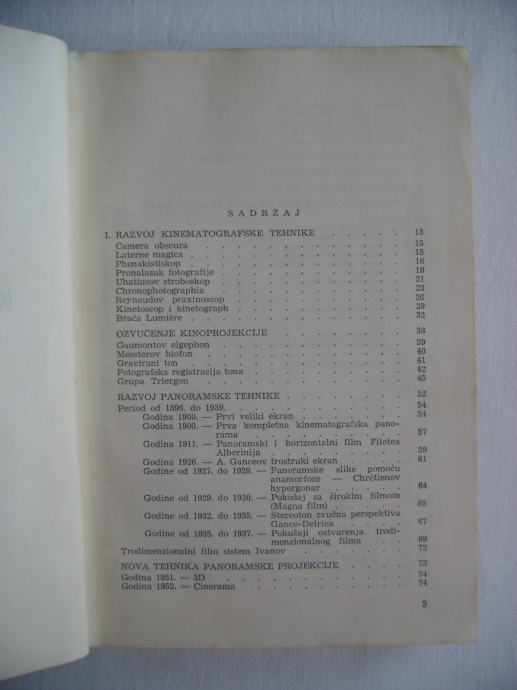 SADRŽAJ
1. RAZVOJ KINEMATOGRAFSKE TEHNIKE . . . . . 13
Camera obscura . . . . . . . . . . . 15
Laterne magica . . . . . . . . . . . 15
Phenakistiskop . . . . . . . . . . . 16
Pronalazak fotografije . . . . . . . . . . 18
Uhatiusov stroboskop . . . . . . . . . . 21
Chronophotographia . . . . . . . . . . 23
Reynaudov praxinoscop . . . . . . . . . 26
Kinetoscop i kinetograph . . . . . . . . . 29
Braća Lumière . . . . . . . . . . . 32
OZVUČENJE KINOPROJEKCIJE . . . . . . . 38
Gaumontov elgephon . . . . . . . . . . 39
Messterov biofon . . . . . . . . . . 40
Gravirani ton . . . . . . . . . . . 41
Fotografska registracija tona . . . . . . . . 42
Grupa Triergon . . . . . . . . . . . 45
RAZVOJ PANORAMSKE TEHNIKE . . . . . . 52
Period od 1896. do 1939. . . . . . . . . . 54
Godina 1900. — Prvi veliki ekran . . . . . 54
Godina 1900. — Prva kompletna kinematografska pano-
rama . . . . . . . . . 57
Godina 1911. — Panoramski i horizontalni film Filotea
Alberinija . . . . . . . . 59
Godina 1926. — A. Ganceov trostruki ekran . . . 61
Godine od 1927. do 1929. — Panoramske slike pomoću
anamorfoze — Chrétienov
hypergonar . . . . . 64
Godine od 1929. do 1930. — Pokušaj sa širokim filmom
(Magna film) . . . . . 65
Godine od 1932. do 1935. — Stereoton zvučna perspektiva
Gance-Delriea . . . . 67
Godine od 1935. do 1937. — Pokušaji ostvarenja trodi-
menzionalnog filma . . 69
Trodimenzionalni film sistem Ivanov . . . . . . 72
NOVA TEHNIKA PANORAMSKE PROJEKCIJE . . . 73
Godina 1951. — 3D . . . . . . . . . . 74
Godina 1952. — Cinerama . . . . . . . . . 74
5